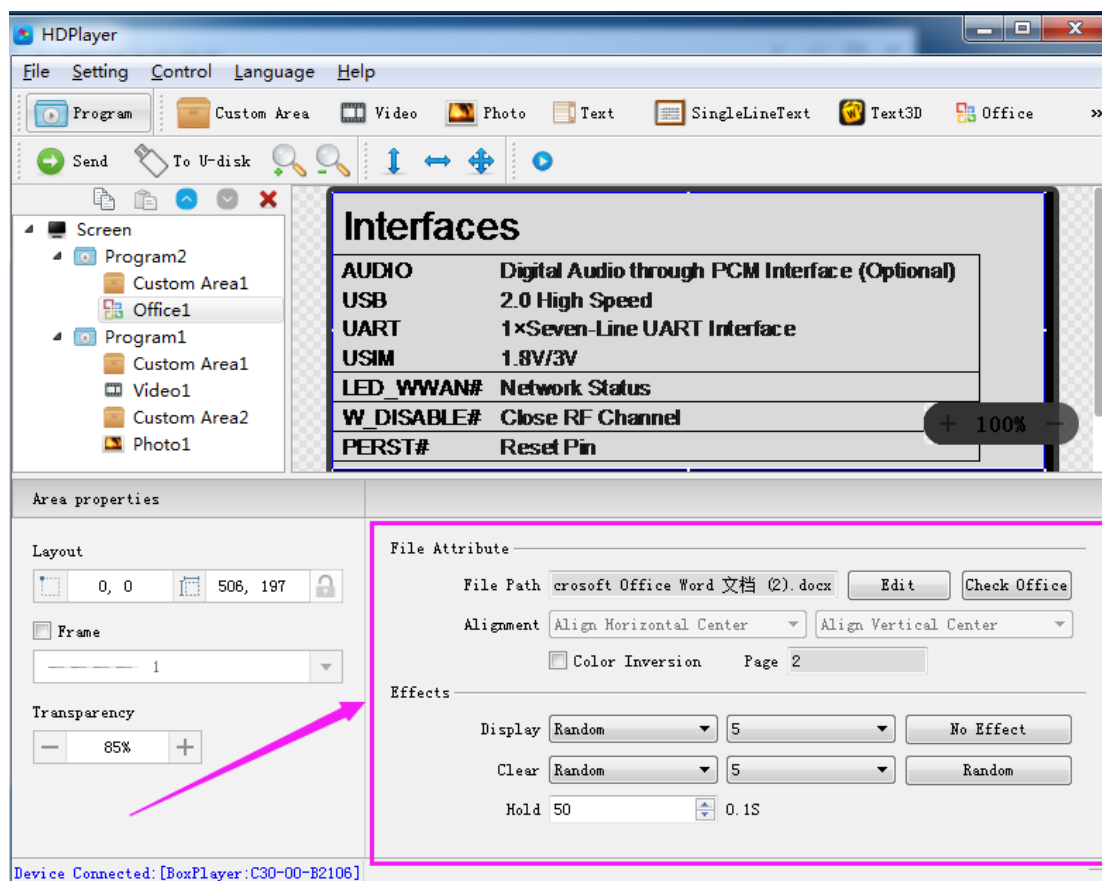 HDPlayer
File Setting Control Language Help
Program Custom Area Video Photo Text SingleLineText Text3D Office »
Send To U-disk
Screen
Program2
Custom Area1
Office1
Program1
Custom Area1
Video1
Custom Area2
Photo1
Interfaces
AUDIO Digital Audio through PCM Interface (Optional)
USB 2.0 High Speed
UART 1×Seven-Line UART Interface
USIM 1.8V/3V
LED_WWAN# Network Status
W_DISABLE# Close RF Channel
PERST# Reset Pin
+ 100% −
Area properties
Layout
0, 0 506, 197
Frame
1
Transparency
− 85% +
File Attribute
File Path crosoft Office Word 文档 (2).docx Edit Check Office
Alignment Align Horizontal Center Align Vertical Center
Color Inversion Page 2
Effects
Display Random 5 No Effect
Clear Random 5 Random
Hold 50 0.1S
Device Connected:[BoxPlayer:C30-00-B2106]